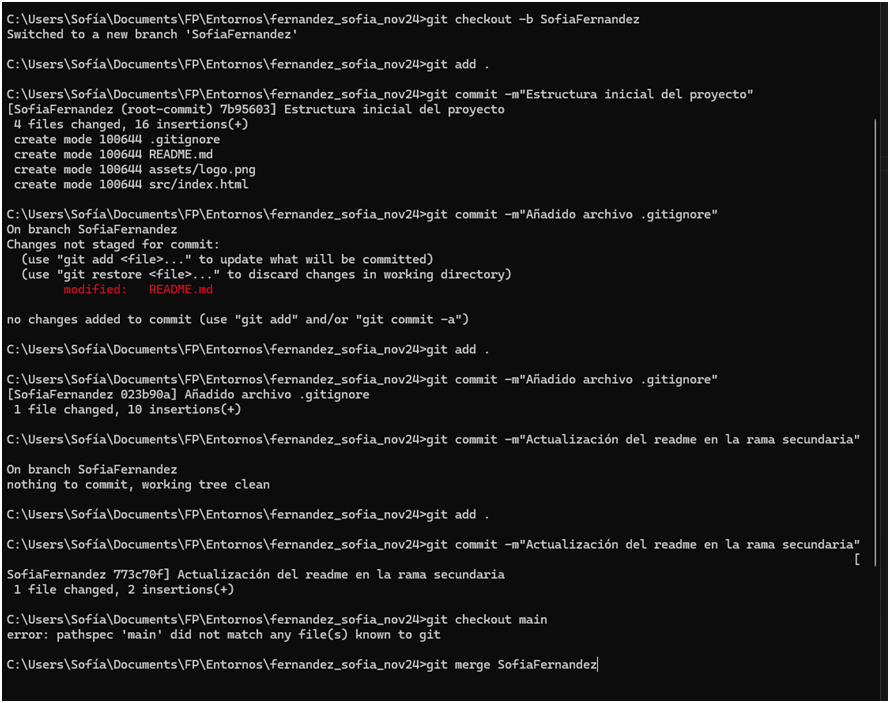 C:\Users\Sofía\Documents\FP\Entornos\fernandez_sofia_nov24>git checkout -b SofiaFernandez
Switched to a new branch 'SofiaFernandez'
C:\Users\Sofía\Documents\FP\Entornos\fernandez_sofia_nov24>git add .
C:\Users\Sofía\Documents\FP\Entornos\fernandez_sofia_nov24>git commit -m"Estructura inicial del proyecto"
[SofiaFernandez (root-commit) 7b95603] Estructura inicial del proyecto
 4 files changed, 16 insertions(+)
 create mode 100644 .gitignore
 create mode 100644 README.md
 create mode 100644 assets/logo.png
 create mode 100644 src/index.html
C:\Users\Sofía\Documents\FP\Entornos\fernandez_sofia_nov24>git commit -m"Añadido archivo .gitignore"
On branch SofiaFernandez
Changes not staged for commit:
  (use "git add <file>..." to update what will be committed)
  (use "git restore <file>..." to discard changes in working directory)
        modified:   README.md
no changes added to commit (use "git add" and/or "git commit -a")
C:\Users\Sofía\Documents\FP\Entornos\fernandez_sofia_nov24>git add .
C:\Users\Sofía\Documents\FP\Entornos\fernandez_sofia_nov24>git commit -m"Añadido archivo .gitignore"
[SofiaFernandez 023b90a] Añadido archivo .gitignore
 1 file changed, 10 insertions(+)
C:\Users\Sofía\Documents\FP\Entornos\fernandez_sofia_nov24>git commit -m"Actualización del readme en la rama secundaria"
On branch SofiaFernandez
nothing to commit, working tree clean
C:\Users\Sofía\Documents\FP\Entornos\fernandez_sofia_nov24>git add .
C:\Users\Sofía\Documents\FP\Entornos\fernandez_sofia_nov24>git commit -m"Actualización del readme en la rama secundaria"
[
SofiaFernandez 773c70f] Actualización del readme en la rama secundaria
 1 file changed, 2 insertions(+)
C:\Users\Sofía\Documents\FP\Entornos\fernandez_sofia_nov24>git checkout main
error: pathspec 'main' did not match any file(s) known to git
C:\Users\Sofía\Documents\FP\Entornos\fernandez_sofia_nov24>git merge SofiaFernandez